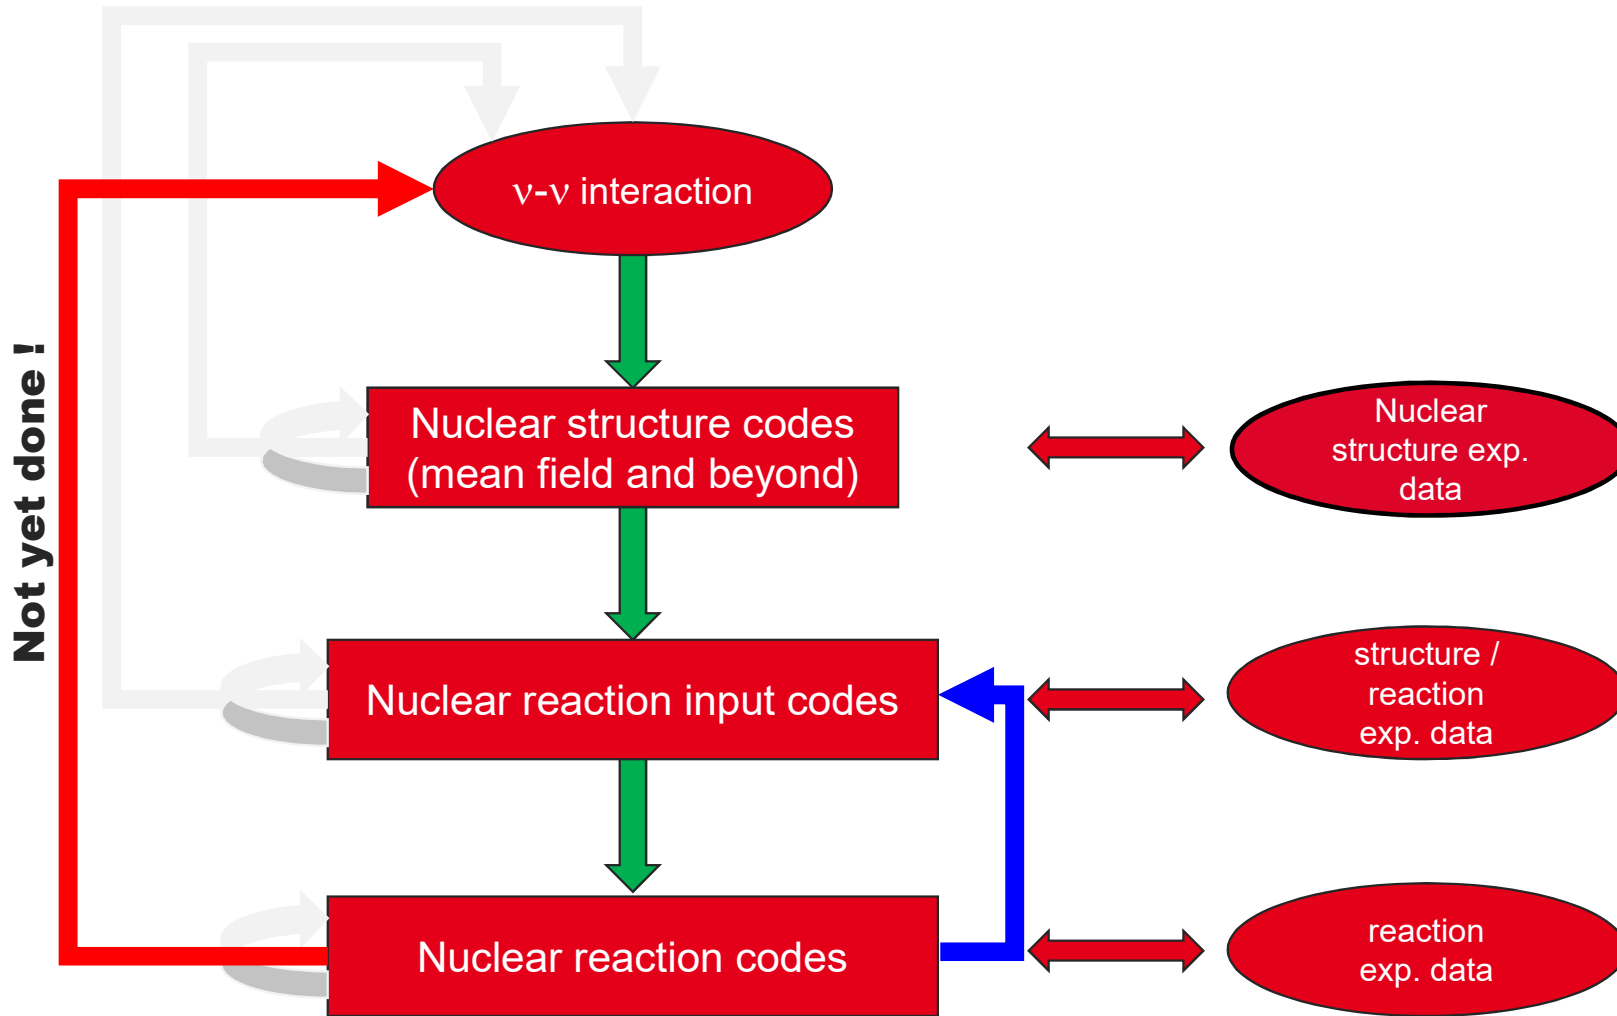 ν-ν interaction
Not yet done !
Nuclear structure codes
(mean field and beyond)
Nuclear
structure exp.
data
Nuclear reaction input codes
structure /
reaction
exp. data
Nuclear reaction codes
reaction
exp. data